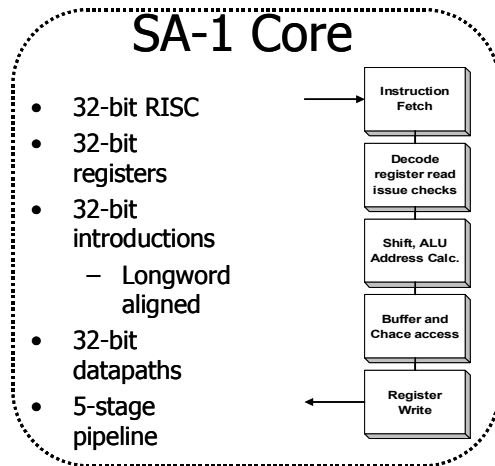 SA-1 Core
• 32-bit RISC
• 32-bit
registers
• 32-bit
introductions
– Longword
aligned
• 32-bit
datapaths
• 5-stage
pipeline
Instruction
Fetch
Decode
register read
issue checks
Shift, ALU
Address Calc.
Buffer and
Chace access
Register
Write